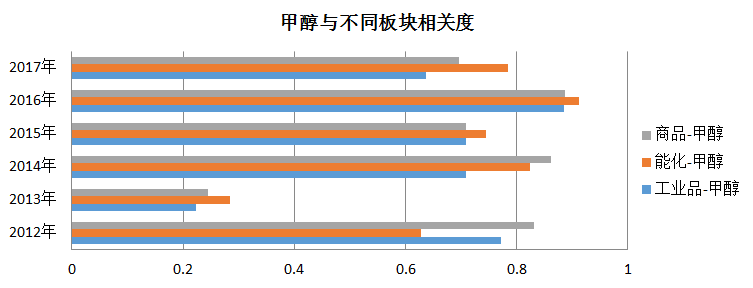 甲醇与不同板块相关度
2017年
2016年
2015年
2014年
2013年
2012年
0 0.2 0.4 0.6 0.8 1
商品-甲醇
能化-甲醇
工业品-甲醇